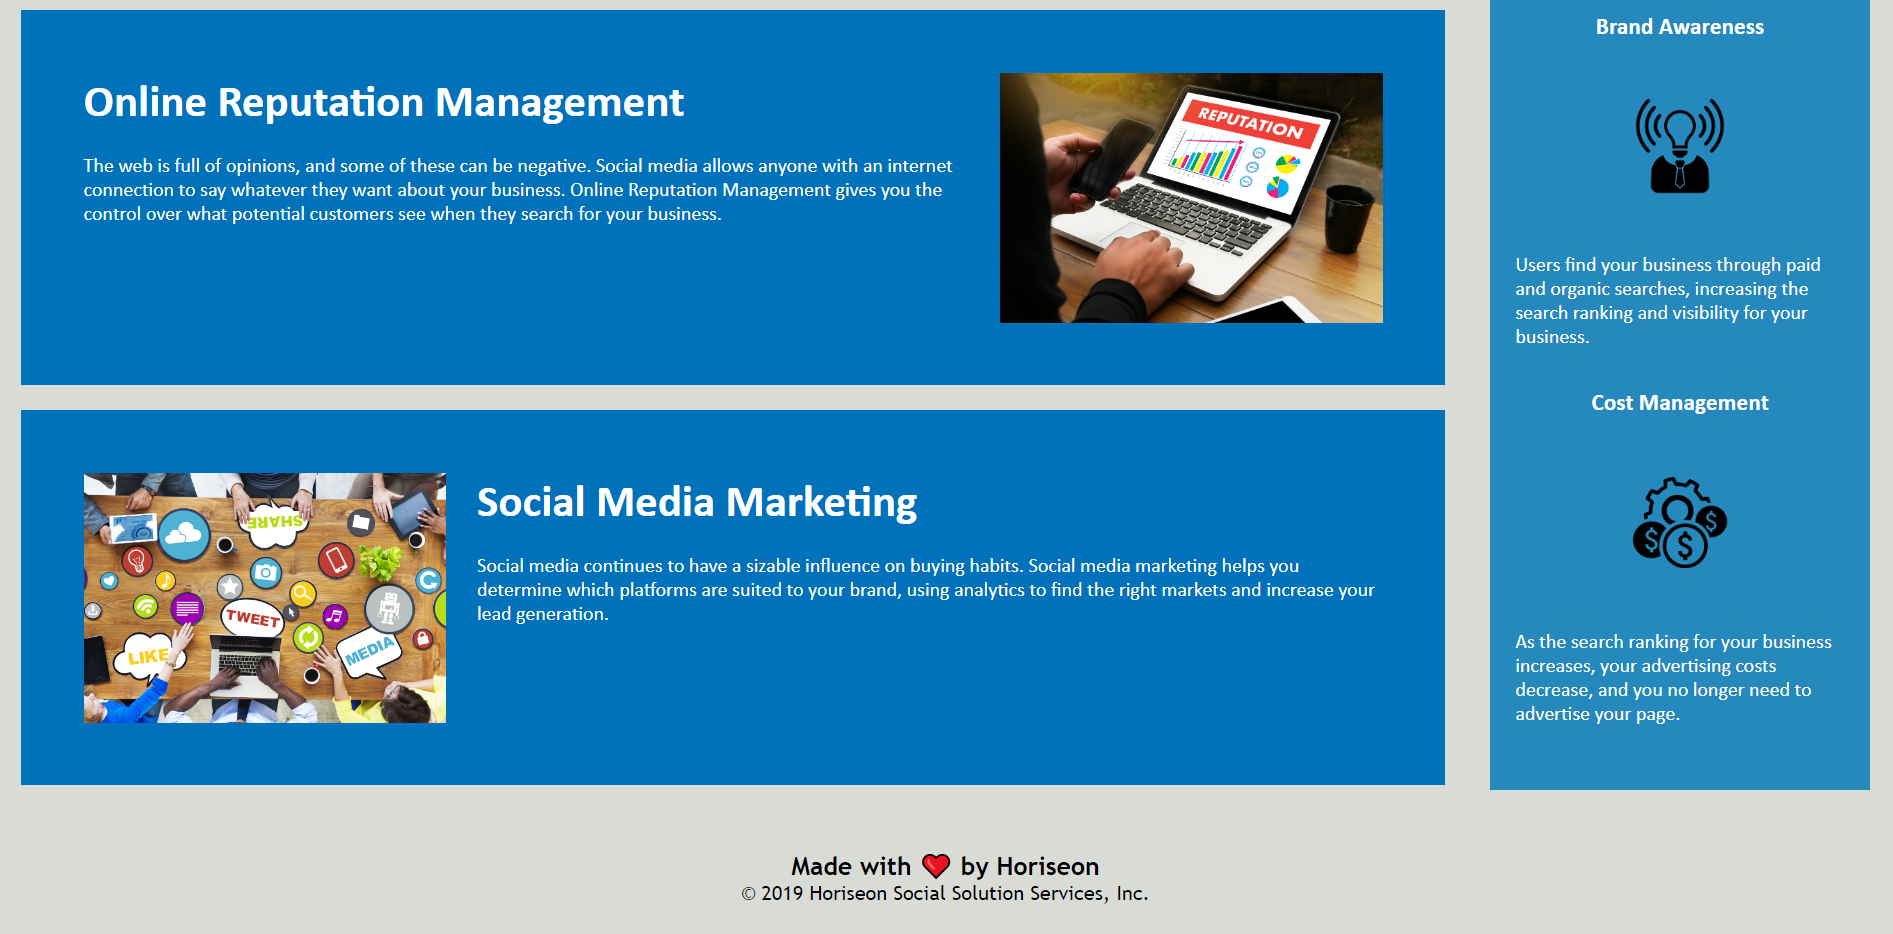 Online Reputation Management
The web is full of opinions, and some of these can be negative. Social media allows anyone with an internet
connection to say whatever they want about your business. Online Reputation Management gives you the
control over what potential customers see when they search for your business.
REPUTATION
Social Media Marketing
Social media continues to have a sizable influence on buying habits. Social media marketing helps you
determine which platforms are suited to your brand, using analytics to find the right markets and increase your
lead generation.
SHARE
TWEET
LIKE
MEDIA
Brand Awareness
Users find your business through paid
and organic searches, increasing the
search ranking and visibility for your
business.
Cost Management
$
$
$
As the search ranking for your business
increases, your advertising costs
decrease, and you no longer need to
advertise your page.
Made with ❤️ by Horiseon
© 2019 Horiseon Social Solution Services, Inc.